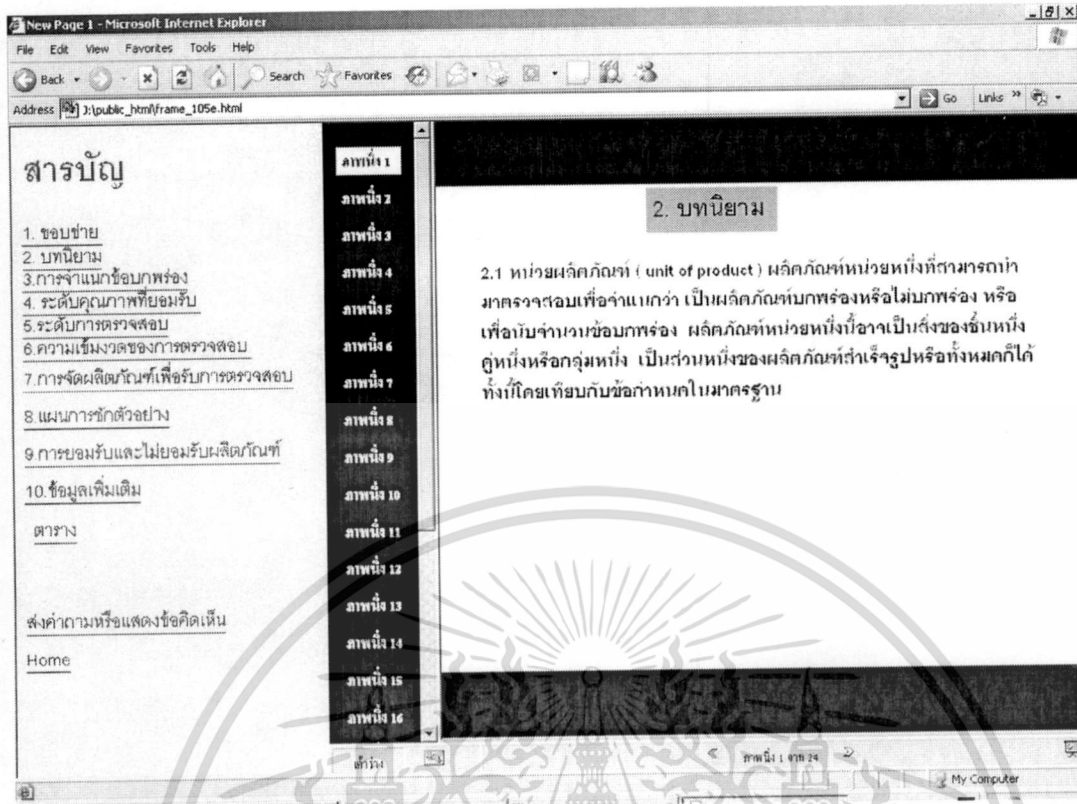 New Page 1 - Microsoft Internet Explorer
File Edit View Favorites Tools Help
Back Search Favorites
Address J:\public_html\frame_105e.html Go Links »
สารบัญ
1. ขอบข่าย
2. บทนิยาม
3.การจำแนกข้อบกพร่อง
4. ระดับคุณภาพที่ยอมรับ
5.ระดับการตรวจสอบ
6.ความเข้มงวดของการตรวจสอบ
7.การจัดผลิตภัณฑ์เพื่อรับการตรวจสอบ
8.แผนการชักตัวอย่าง
9.การยอมรับและไม่ยอมรับผลิตภัณฑ์
10.ข้อมูลเพิ่มเติม
ตาราง
ส่งคำถามหรือแสดงข้อคิดเห็น
Home
ภาพนิ่ง 1
ภาพนิ่ง 2
ภาพนิ่ง 3
ภาพนิ่ง 4
ภาพนิ่ง 5
ภาพนิ่ง 6
ภาพนิ่ง 7
ภาพนิ่ง 8
ภาพนิ่ง 9
ภาพนิ่ง 10
ภาพนิ่ง 11
ภาพนิ่ง 12
ภาพนิ่ง 13
ภาพนิ่ง 14
ภาพนิ่ง 15
ภาพนิ่ง 16
เค้าร่าง
2. บทนิยาม
2.1 หน่วยผลิตภัณฑ์ ( unit of product ) ผลิตภัณฑ์หน่วยหนึ่งที่สามารถนำ
มาตรวจสอบเพื่อจำแนกว่า เป็นผลิตภัณฑ์บกพร่องหรือไม่บกพร่อง หรือ
เพื่อนับจำนวนข้อบกพร่อง ผลิตภัณฑ์หน่วยหนึ่งนี้อาจเป็นสิ่งของชิ้นหนึ่ง
คู่หนึ่งหรือกลุ่มหนึ่ง เป็นส่วนหนึ่งของผลิตภัณฑ์สำเร็จรูปหรือทั้งหมดก็ได้
ทั้งนี้โดยเทียบกับข้อกำหนดในมาตรฐาน
ภาพนิ่ง 1 จาก 24
My Computer